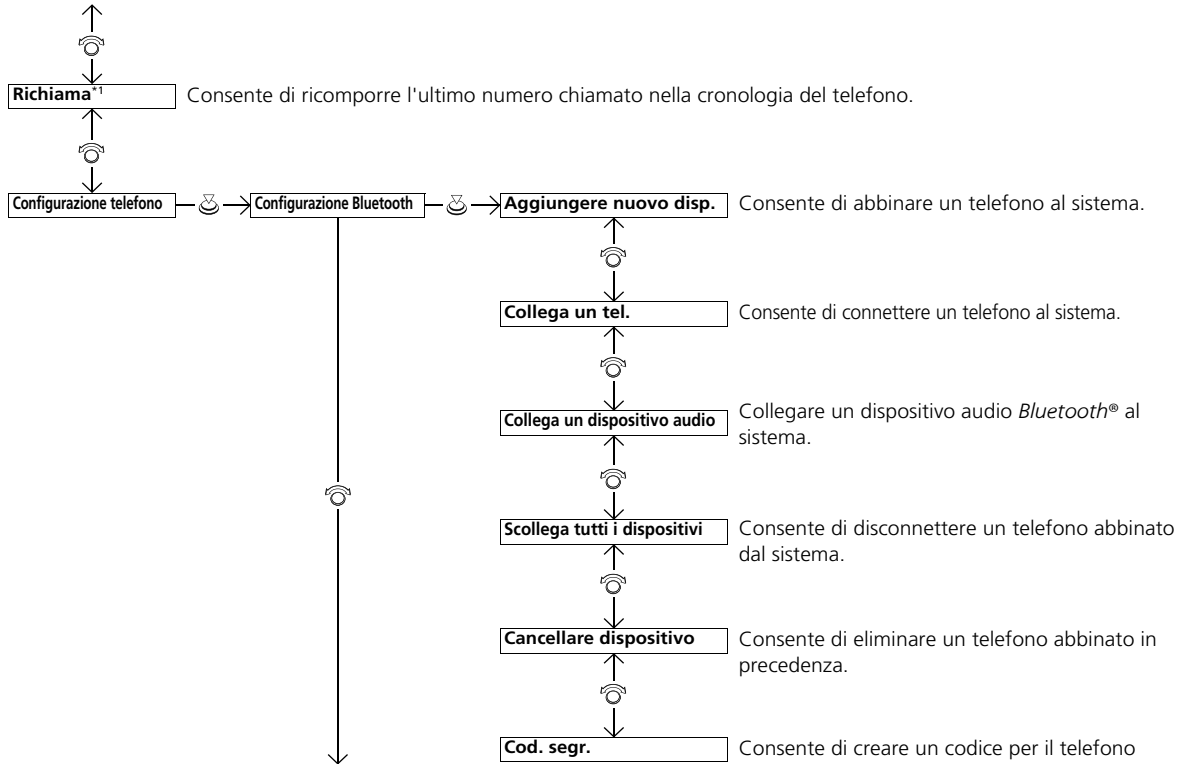 Richiama*1 Consente di ricomporre l'ultimo numero chiamato nella cronologia del telefono.
Configurazione telefono Configurazione Bluetooth Aggiungere nuovo disp. Consente di abbinare un telefono al sistema.
Collega un tel. Consente di connettere un telefono al sistema.
Collega un dispositivo audio Collegare un dispositivo audio Bluetooth® al
sistema.
Scollega tutti i dispositivi Consente di disconnettere un telefono abbinato
dal sistema.
Cancellare dispositivo Consente di eliminare un telefono abbinato in
precedenza.
Cod. segr. Consente di creare un codice per il telefono